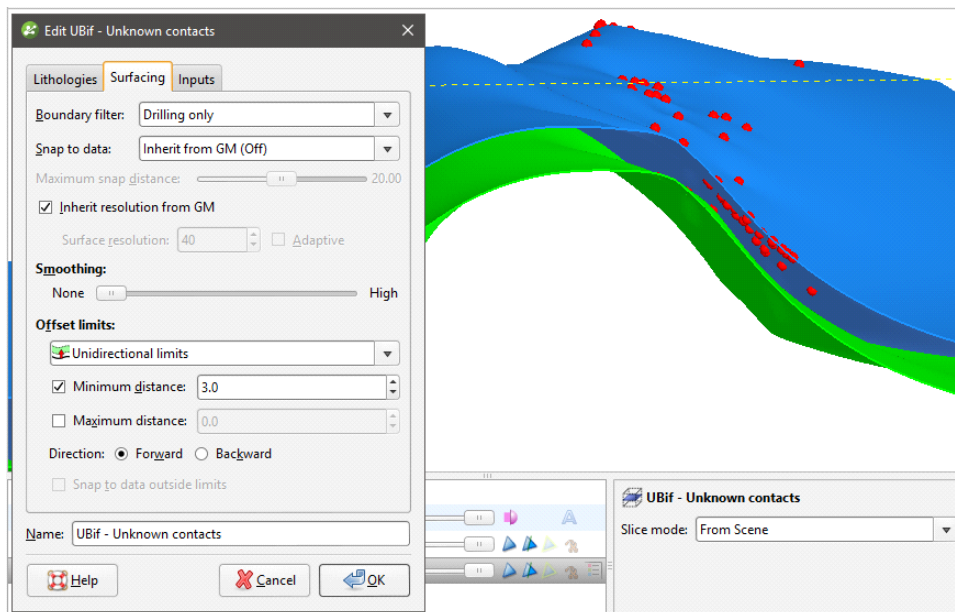 Edit UBif - Unknown contacts
Lithologies Surfacing Inputs
Boundary filter: Drilling only
Snap to data: Inherit from GM (Off)
Maximum snap distance: 20.00
Inherit resolution from GM
Surface resolution: 40 Adaptive
Smoothing:
None High
Offset limits:
Unidirectional limits
Minimum distance: 3.0
Maximum distance: 0.0
Direction: Forward Backward
Snap to data outside limits
Name: UBif - Unknown contacts
Help Cancel OK
UBif - Unknown contacts
Slice mode: From Scene